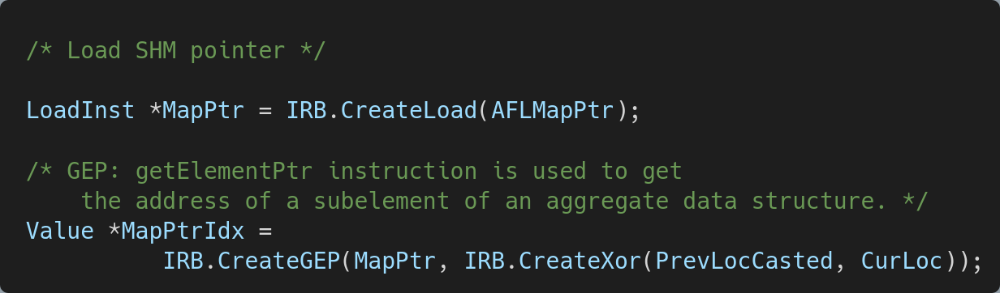 /* Load SHM pointer */
LoadInst *MapPtr = IRB.CreateLoad(AFLMapPtr);
/* GEP: getElementPtr instruction is used to get
    the address of a subelement of an aggregate data structure. */
Value *MapPtrIdx =
          IRB.CreateGEP(MapPtr, IRB.CreateXor(PrevLocCasted, CurLoc));